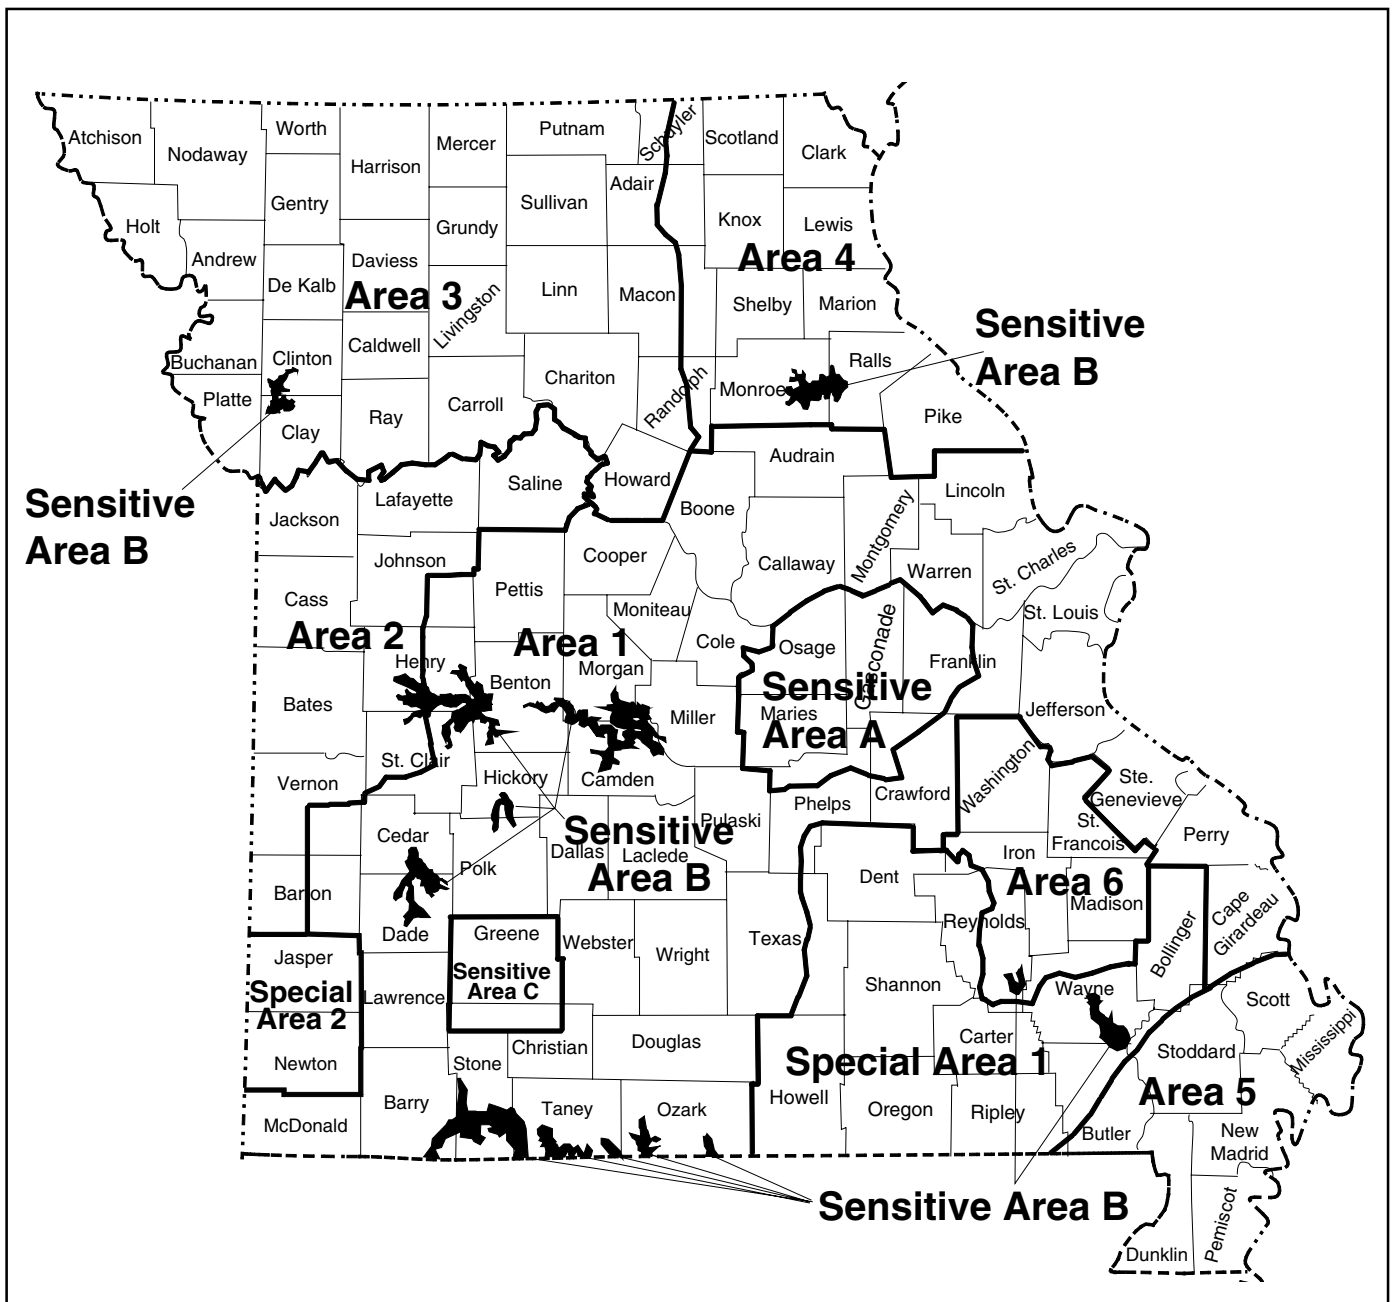 Atchison
Nodaway
Worth
Harrison
Mercer
Putnam
Schuyler
Scotland
Clark
Holt
Andrew
Gentry
Grundy
Sullivan
Adair
Knox
Lewis
De Kalb
Daviess
Area 3
Livingston
Linn
Macon
Area 4
Shelby
Marion
Buchanan
Clinton
Caldwell
Platte
Clay
Ray
Carroll
Chariton
Randolph
Monroe
Ralls
Pike
Sensitive
Area B
Sensitive
Area B
Jackson
Lafayette
Saline
Howard
Boone
Audrain
Lincoln
Montgomery
Callaway
Warren
St. Charles
St. Louis
Johnson
Cooper
Pettis
Moniteau
Cass
Area 2
Area 1
Cole
Osage
Gasconade
Franklin
Henry
Benton
Morgan
Miller
Sensitive
Maries
Area A
Jefferson
Bates
St. Clair
Vernon
Hickory
Camden
Phelps
Crawford
Washington
Ste.
Genevieve
St.
Francois
Perry
Cedar
Polk
Dallas
Laclede
Pulaski
Sensitive
Area B
Dent
Iron
Area 6
Madison
Barton
Dade
Greene
Webster
Wright
Texas
Reynolds
Bollinger
Cape
Girardeau
Jasper
Special
Area 2
Lawrence
Sensitive
Area C
Shannon
Wayne
Scott
Mississippi
Newton
Stone
Christian
Douglas
Carter
Special Area 1
Stoddard
Area 5
McDonald
Barry
Taney
Ozark
Howell
Oregon
Ripley
Butler
New
Madrid
Sensitive Area B
Dunklin
Pemiscot